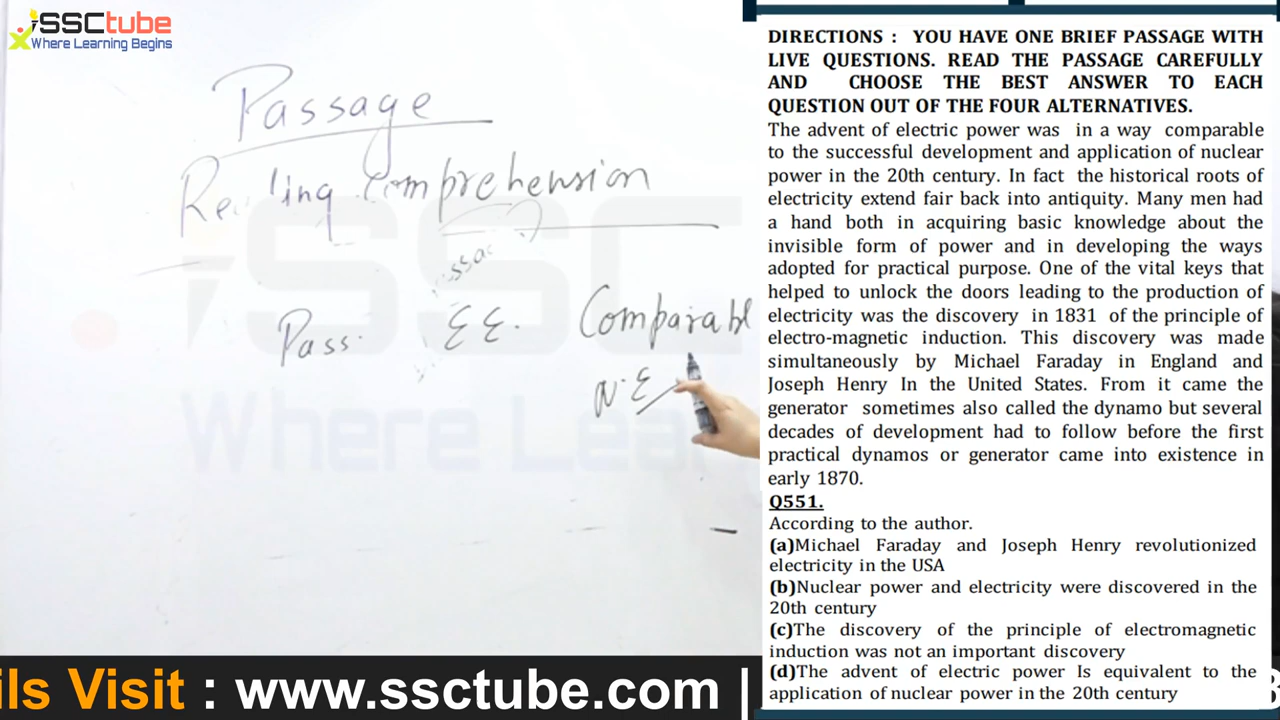 SSCtube
Where Learning Begins
Passage
Reading Comprehension
Pass. EE. Comparabl
N.E
SSC
Where Lea
DIRECTIONS : YOU HAVE ONE BRIEF PASSAGE WITH
LIVE QUESTIONS. READ THE PASSAGE CAREFULLY
AND CHOOSE THE BEST ANSWER TO EACH
QUESTION OUT OF THE FOUR ALTERNATIVES.
The advent of electric power was in a way comparable
to the successful development and application of nuclear
power in the 20th century. In fact the historical roots of
electricity extend fair back into antiquity. Many men had
a hand both in acquiring basic knowledge about the
invisible form of power and in developing the ways
adopted for practical purpose. One of the vital keys that
helped to unlock the doors leading to the production of
electricity was the discovery in 1831 of the principle of
electro-magnetic induction. This discovery was made
simultaneously by Michael Faraday in England and
Joseph Henry In the United States. From it came the
generator sometimes also called the dynamo but several
decades of development had to follow before the first
practical dynamos or generator came into existence in
early 1870.
Q551.
According to the author.
(a)Michael Faraday and Joseph Henry revolutionized
electricity in the USA
(b)Nuclear power and electricity were discovered in the
20th century
(c)The discovery of the principle of electromagnetic
induction was not an important discovery
(d)The advent of electric power Is equivalent to the
application of nuclear power in the 20th century
ils Visit : www.ssctube.com |